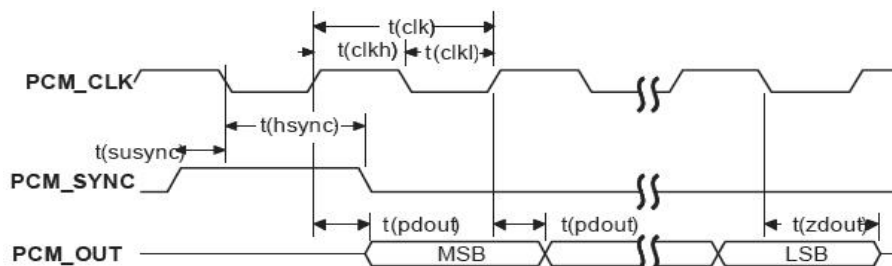 t(clk)
t(clkh) t(clkl)
PCM_CLK
t(hsync)
t(susync)
PCM_SYNC
t(pdout) t(pdout) t(zdout)
PCM_OUT MSB LSB